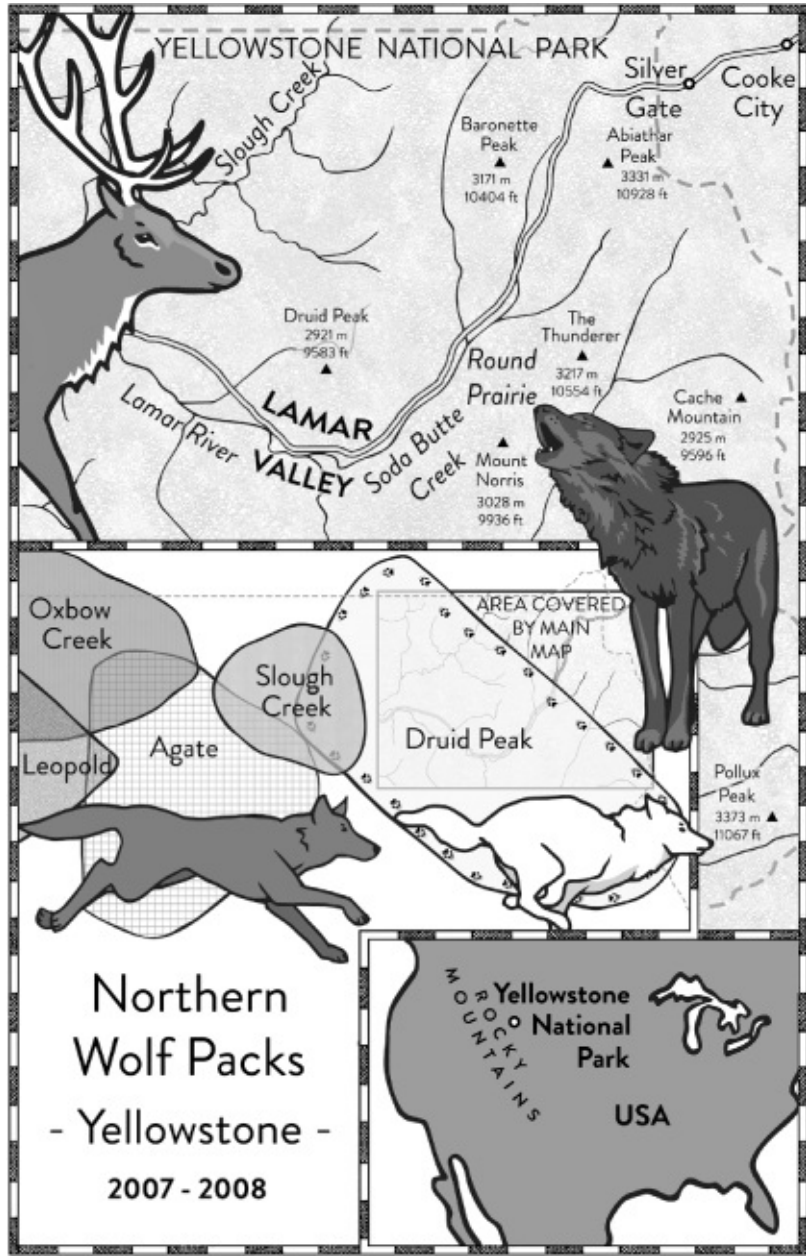 YELLOWSTONE NATIONAL PARK
Slough Creek
Silver
Gate
Cooke
City
Baronette
Peak
3171 m
10404 ft
Abiathar
Peak
3331 m
10928 ft
Druid Peak
2921 m
9583 ft
The
Thunderer
3217 m
10554 ft
Round
Prairie
Cache
Mountain
2925 m
9596 ft
Lamar River
LAMAR
VALLEY
Soda Butte
Creek
Mount
Norris
3028 m
9936 ft
Oxbow
Creek
AREA COVERED
BY MAIN
MAP
Slough
Creek
Agate
Druid Peak
Leopold
Pollux
Peak
3373 m
11067 ft
Northern
Wolf Packs
- Yellowstone -
2007 - 2008
ROCKY
MOUNTAINS
Yellowstone
National
Park
USA